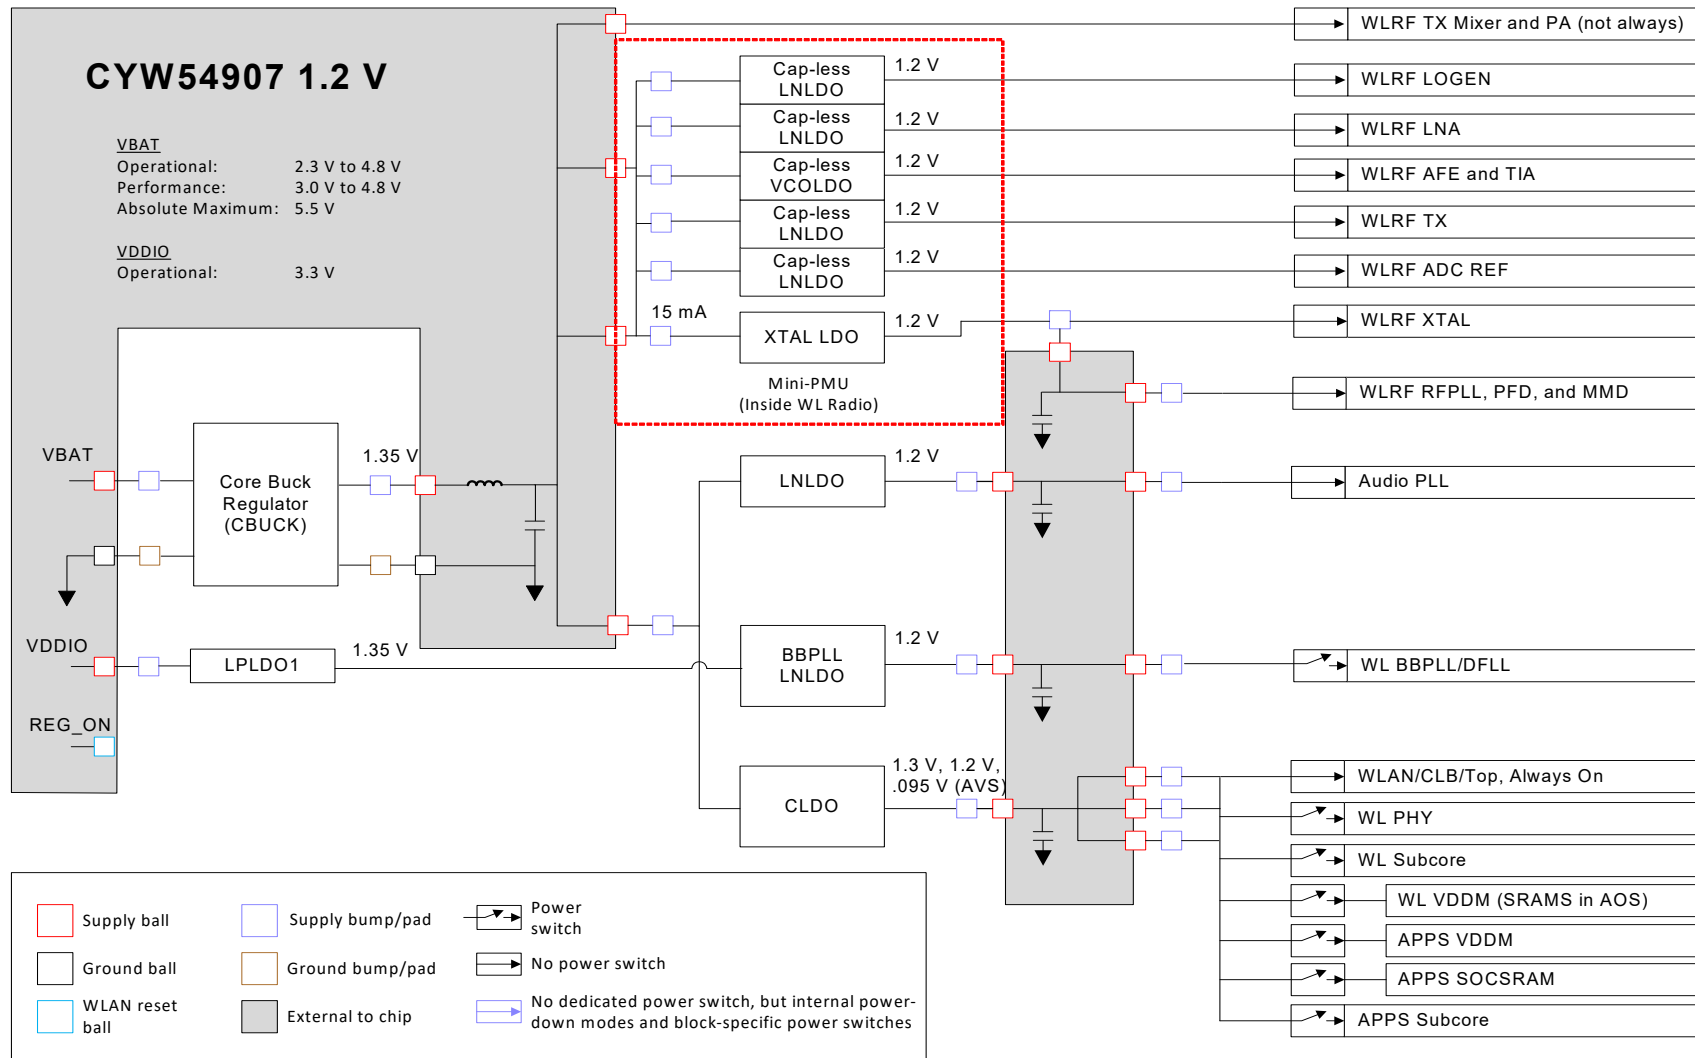 CYW54907 1.2 V
VBAT
Operational: 2.3 V to 4.8 V
Performance: 3.0 V to 4.8 V
Absolute Maximum: 5.5 V
VDDIO
Operational: 3.3 V
VBAT
Core Buck
Regulator
(CBUCK)
1.35 V
VDDIO
LPLDO1
1.35 V
REG_ON
Cap-less
LNLDO
1.2 V
Cap-less
LNLDO
1.2 V
Cap-less
VCOLDO
1.2 V
Cap-less
LNLDO
1.2 V
Cap-less
LNLDO
1.2 V
15 mA
XTAL LDO
1.2 V
Mini-PMU
(Inside WL Radio)
LNLDO
1.2 V
BBPLL
LNLDO
1.2 V
CLDO
1.3 V, 1.2 V,
.095 V (AVS)
WLRF TX Mixer and PA (not always)
WLRF LOGEN
WLRF LNA
WLRF AFE and TIA
WLRF TX
WLRF ADC REF
WLRF XTAL
WLRF RFPLL, PFD, and MMD
Audio PLL
WL BBPLL/DFLL
WLAN/CLB/Top, Always On
WL PHY
WL Subcore
WL VDDM (SRAMS in AOS)
APPS VDDM
APPS SOCSRAM
APPS Subcore
Supply ball
Ground ball
WLAN reset
ball
Supply bump/pad
Ground bump/pad
External to chip
Power
switch
No power switch
No dedicated power switch, but internal power-
down modes and block-specific power switches